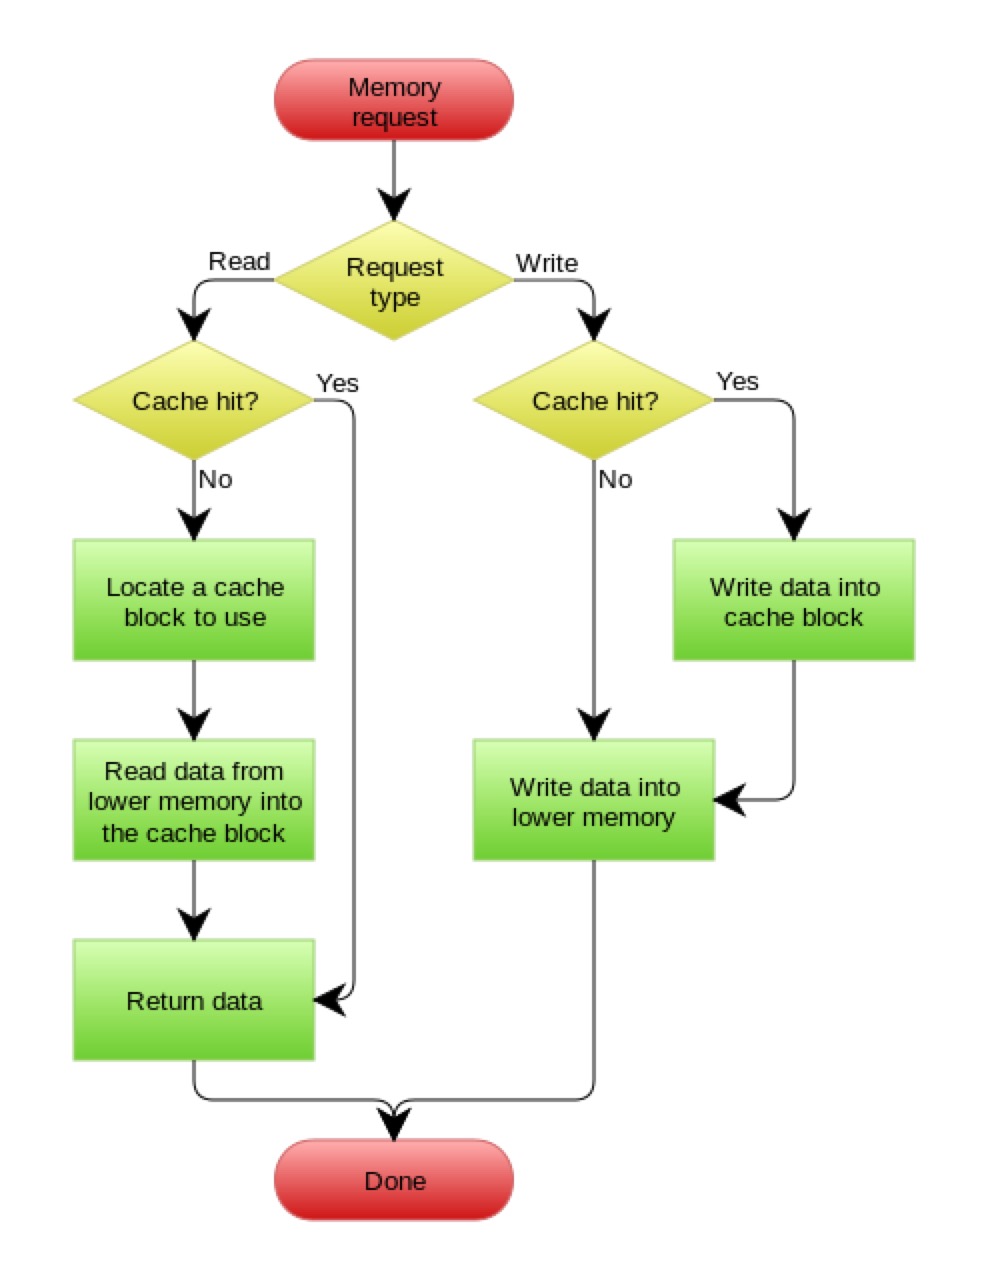 Memory
request
Read
Request
type
Write
Cache hit?
Yes
Cache hit?
Yes
No
No
Locate a cache
block to use
Write data into
cache block
Read data from
lower memory into
the cache block
Write data into
lower memory
Return data
Done